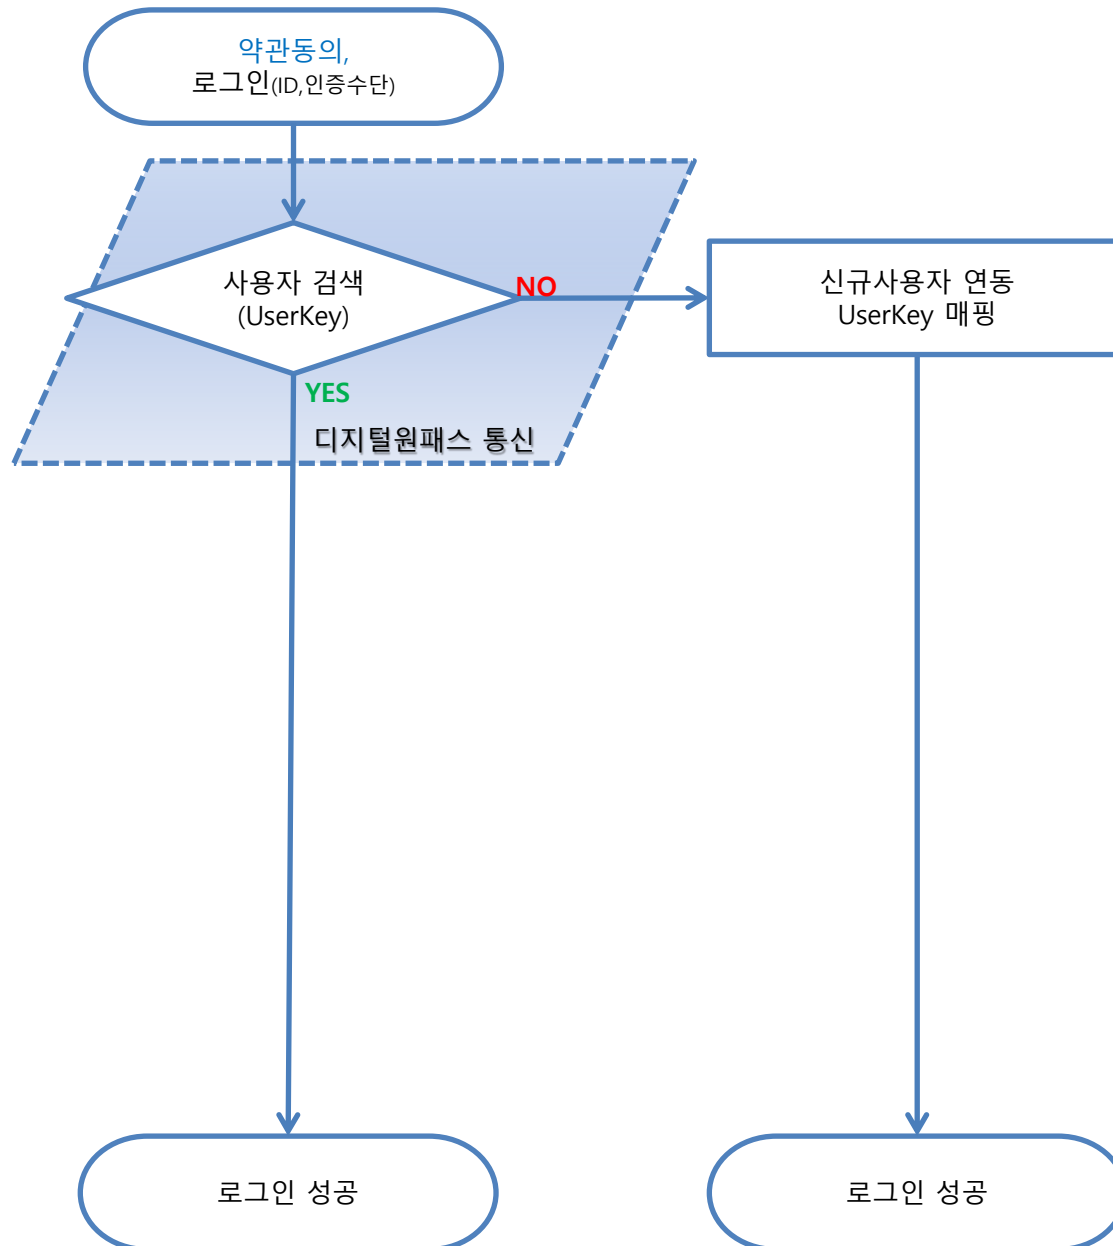 약관동의,
로그인(ID,인증수단)
사용자 검색
(UserKey)
NO
신규사용자 연동
UserKey 매핑
YES
디지털원패스 통신
로그인 성공
로그인 성공